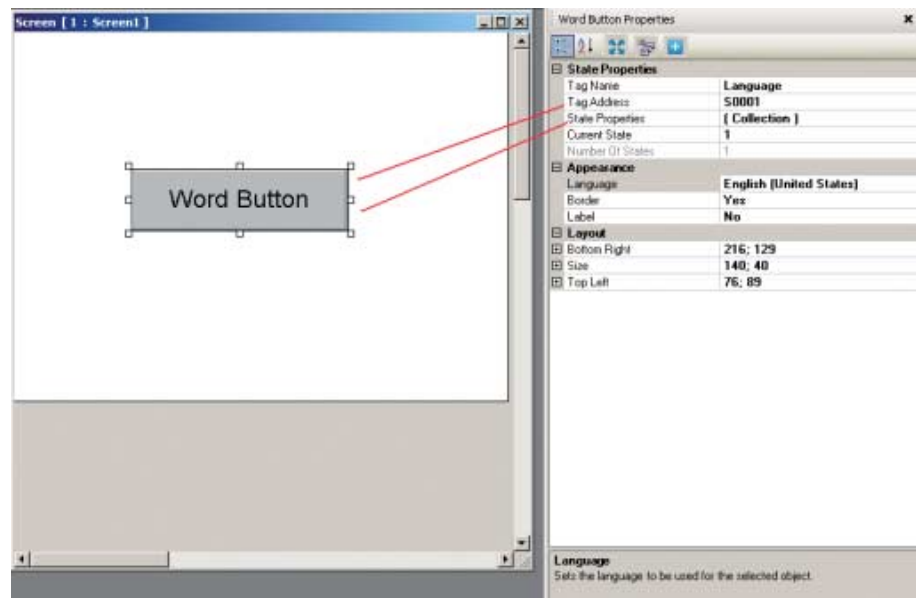 Screen [ 1 : Screen1 ]
Word Button
Word Button Properties
State Properties
Tag Name Language
Tag Address S0001
State Properties ( Collection )
Current State 1
Number Of States 1
Appearance
Language English (United States)
Border Yes
Label No
Layout
Bottom Right 216; 129
Size 140; 40
Top Left 76; 89
Language
Sets the language to be used for the selected object.